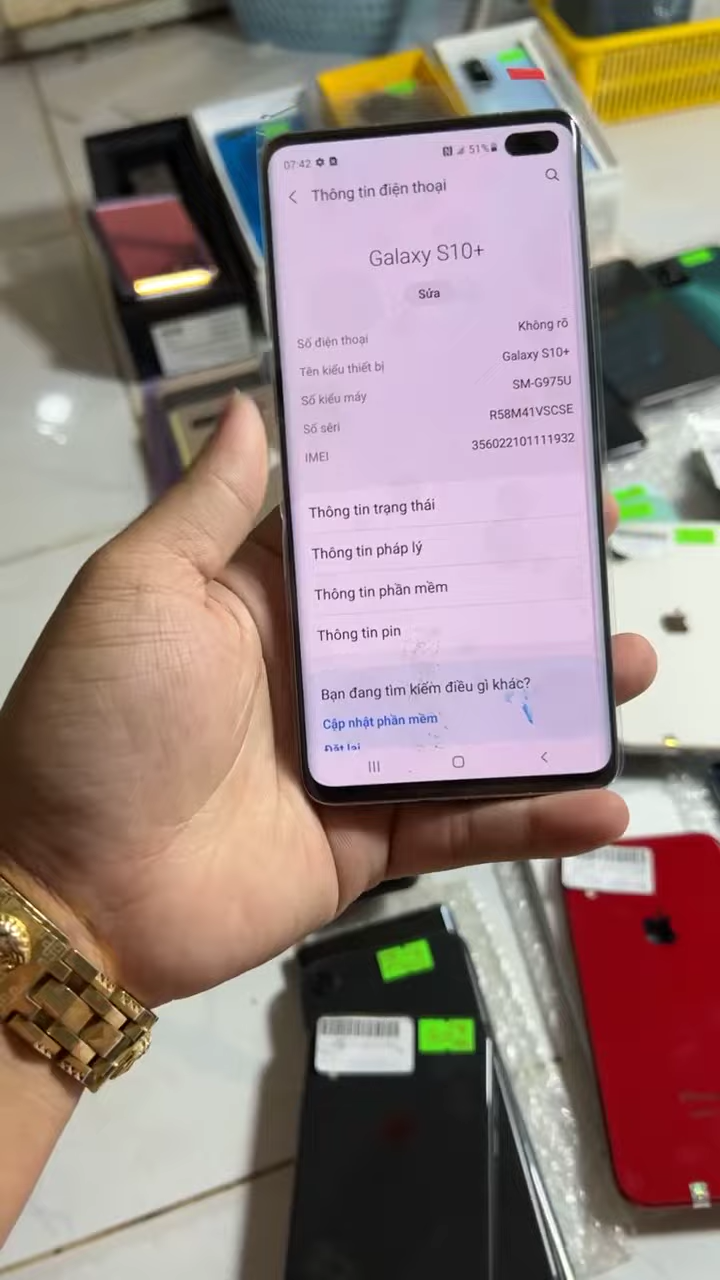 07:42
51%
Thông tin điện thoại
Galaxy S10+
Sửa
Số điện thoại Không rõ
Tên kiểu thiết bị Galaxy S10+
Số kiểu máy SM-G975U
Số sêri R58M41VSCSE
IMEI 356022101111932
Thông tin trạng thái
Thông tin pháp lý
Thông tin phần mềm
Thông tin pin
Bạn đang tìm kiếm điều gì khác?
Cập nhật phần mềm
Đặt lại